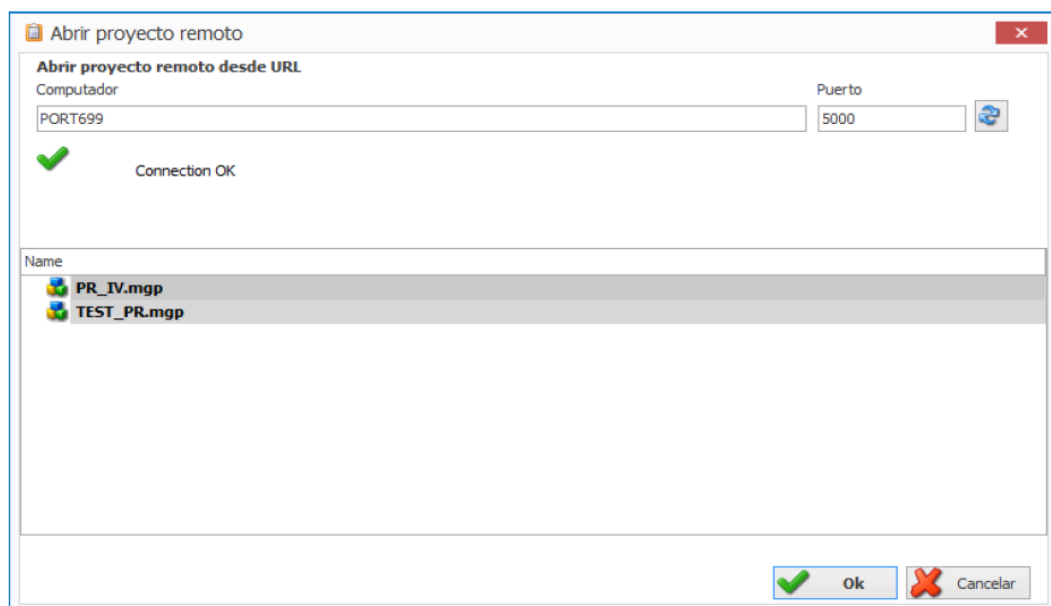 Abrir proyecto remoto
Abrir proyecto remoto desde URL
Computador Puerto
PORT699 5000
Connection OK
Name
PR_IV.mgp
TEST_PR.mgp
Ok Cancelar